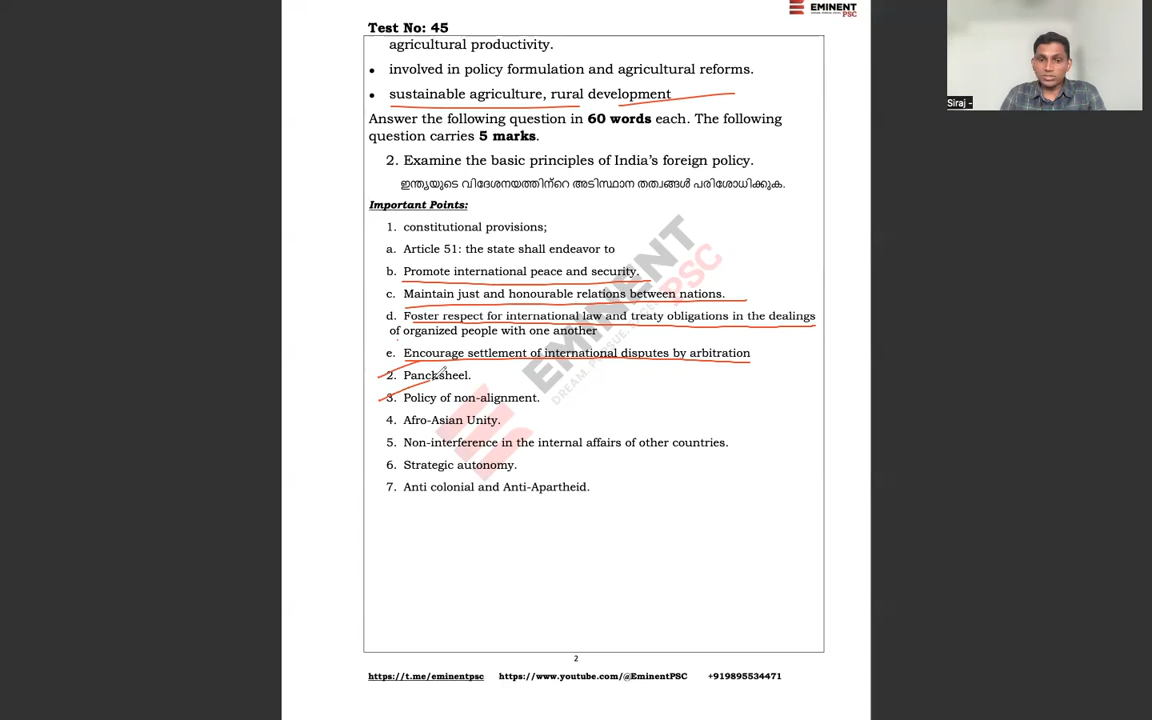 EMINENT
PSC
Test No: 45
agricultural productivity.
• involved in policy formulation and agricultural reforms.
• sustainable agriculture, rural development
Answer the following question in 60 words each. The following
question carries 5 marks.
2. Examine the basic principles of India's foreign policy.
ഇന്ത്യയുടെ വിദേശനയത്തിന്റെ അടിസ്ഥാന തത്വങ്ങൾ പരിശോധിക്കുക.
Important Points:
1. constitutional provisions;
a. Article 51: the state shall endeavor to
b. Promote international peace and security.
c. Maintain just and honourable relations between nations.
d. Foster respect for international law and treaty obligations in the dealings
of organized people with one another
e. Encourage settlement of international disputes by arbitration
2. Panchsheel.
3. Policy of non-alignment.
4. Afro-Asian Unity.
5. Non-interference in the internal affairs of other countries.
6. Strategic autonomy.
7. Anti colonial and Anti-Apartheid.
EMINENT
PSC
2
https://t.me/eminentpsc https://www.youtube.com/@EminentPSC +919895534471
Siraj -